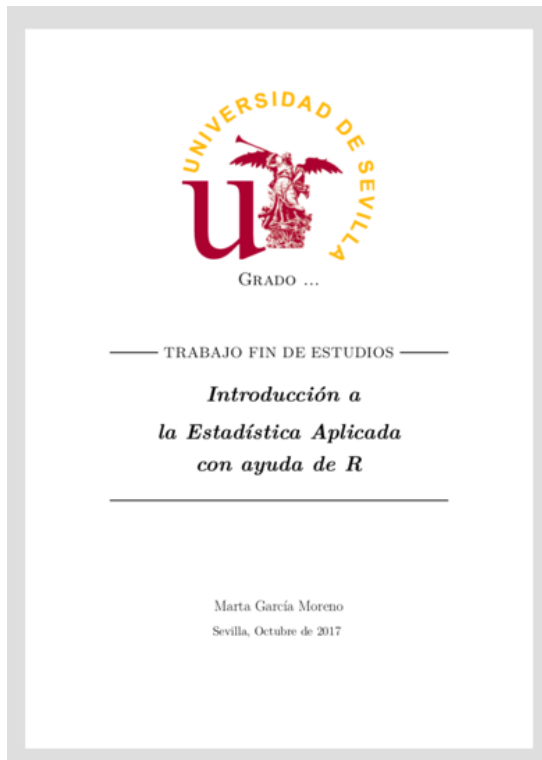 UNIVERSIDAD DE SEVILLA
u
GRADO ...
TRABAJO FIN DE ESTUDIOS
Introducción a
la Estadística Aplicada
con ayuda de R
Marta García Moreno
Sevilla, Octubre de 2017